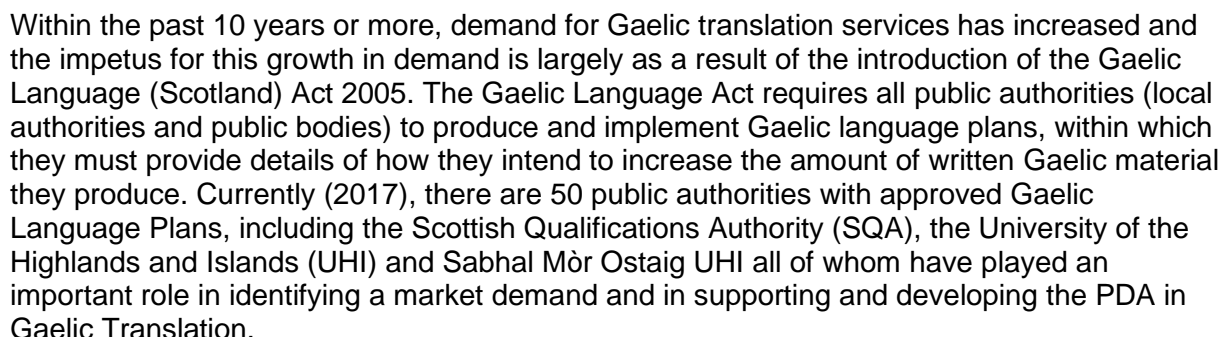 Within the past 10 years or more, demand for Gaelic translation services has increased and
the impetus for this growth in demand is largely as a result of the introduction of the Gaelic
Language (Scotland) Act 2005. The Gaelic Language Act requires all public authorities (local
authorities and public bodies) to produce and implement Gaelic language plans, within which
they must provide details of how they intend to increase the amount of written Gaelic material
they produce. Currently (2017), there are 50 public authorities with approved Gaelic
Language Plans, including the Scottish Qualifications Authority (SQA), the University of the
Highlands and Islands (UHI) and Sabhal Mòr Ostaig UHI all of whom have played an
important role in identifying a market demand and in supporting and developing the PDA in
Gaelic Translation.